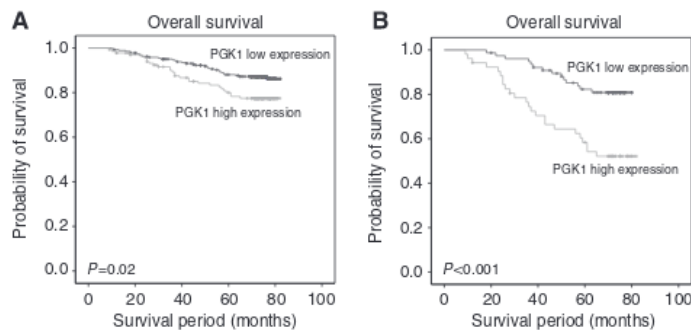 A
Overall survival
1.0
0.8
0.6
0.4
0.2
0.0
Probability of survival
PGK1 low expression
PGK1 high expression
P=0.02
0 20 40 60 80 100
Survival period (months)
B
Overall survival
1.0
0.8
0.6
0.4
0.2
0.0
Probability of survival
PGK1 low expression
PGK1 high expression
P<0.001
0 20 40 60 80 100
Survival period (months)